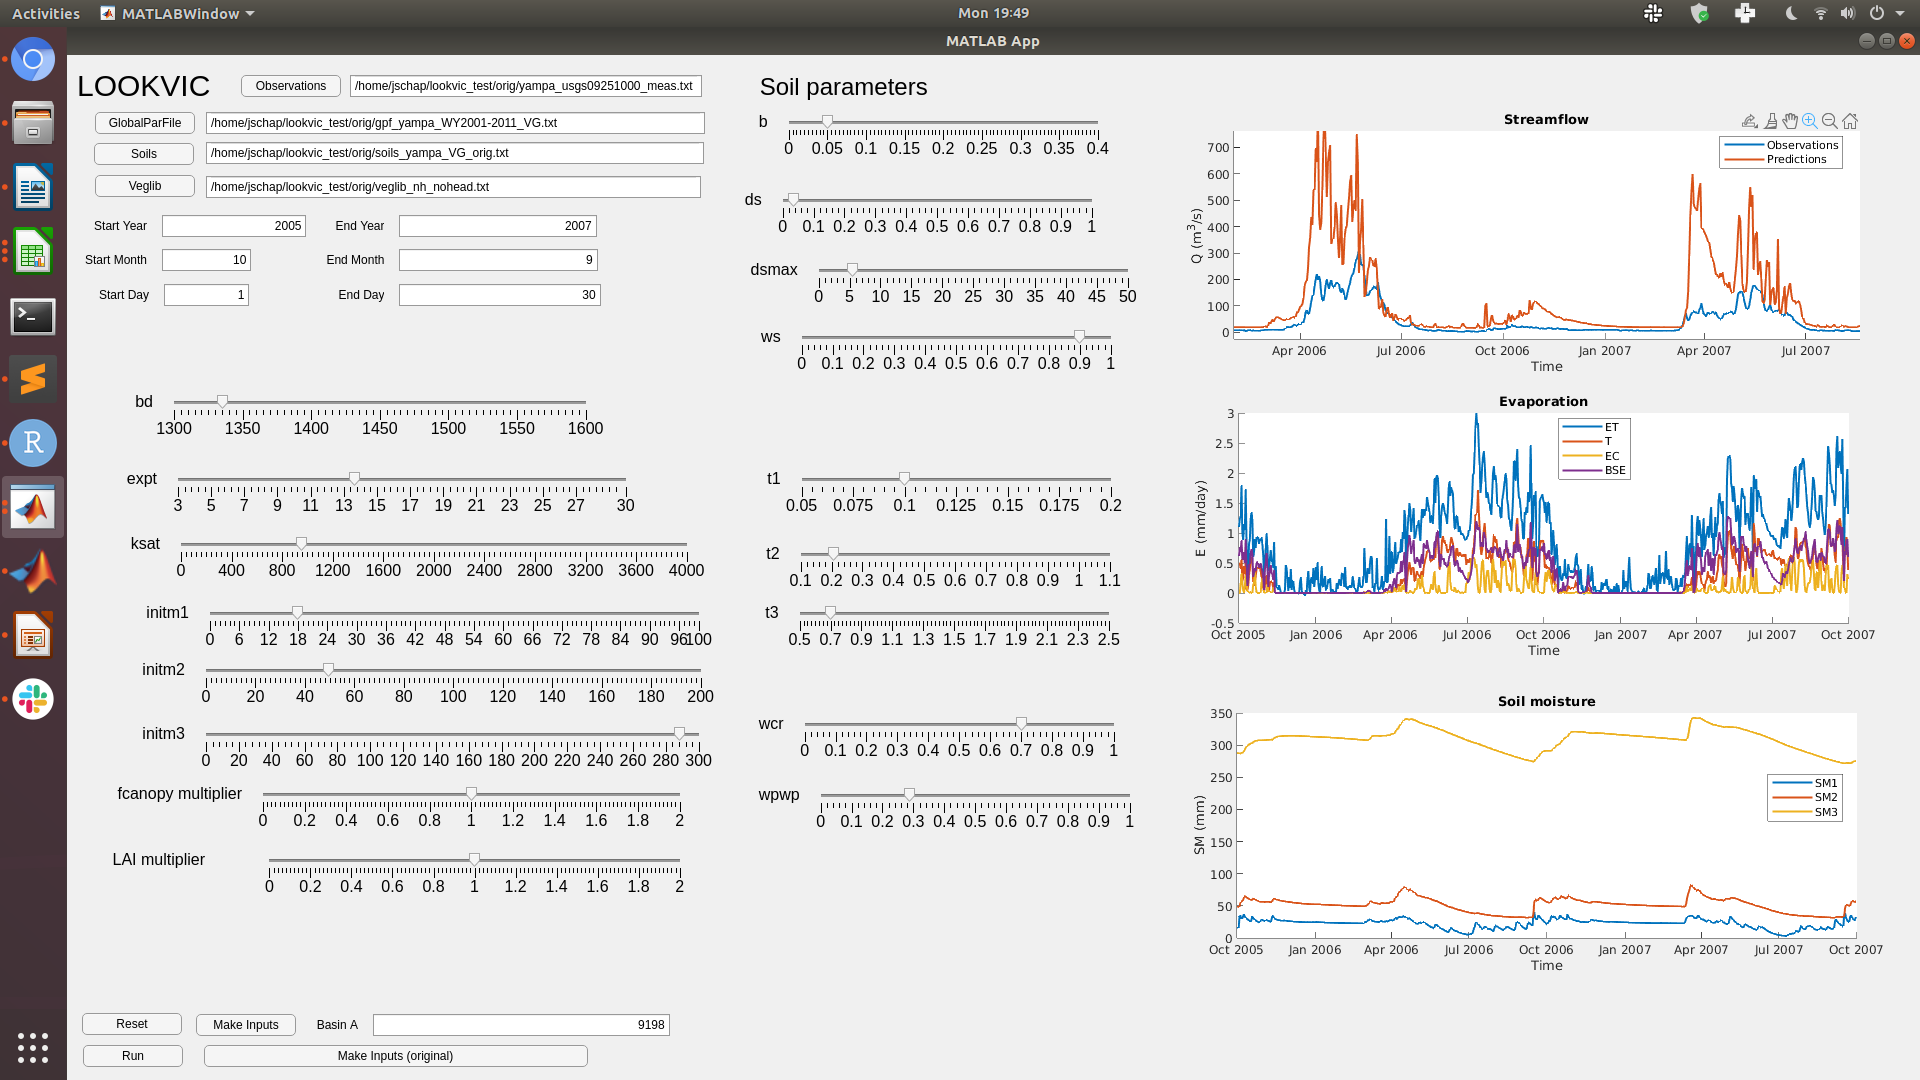 Activities MATLABWindow Mon 19:49
MATLAB App
LOOKVIC Observations /home/jschap/lookvic_test/orig/yampa_usgs09251000_meas.txt
GlobalParFile /home/jschap/lookvic_test/orig/gpf_yampa_WY2001-2011_VG.txt
Soils /home/jschap/lookvic_test/orig/soils_yampa_VG_orig.txt
Veglib /home/jschap/lookvic_test/orig/veglib_nh_nohead.txt
Start Year 2005 End Year 2007
Start Month 10 End Month 9
Start Day 1 End Day 30
bd
1300 1350 1400 1450 1500 1550 1600
expt
3 5 7 9 11 13 15 17 19 21 23 25 27 30
ksat
0 400 800 1200 1600 2000 2400 2800 3200 3600 4000
initm1
0 6 12 18 24 30 36 42 48 54 60 66 72 78 84 90 96 100
initm2
0 20 40 60 80 100 120 140 160 180 200
initm3
0 20 40 60 80 100 120 140 160 180 200 220 240 260 280 300
fcanopy multiplier
0 0.2 0.4 0.6 0.8 1 1.2 1.4 1.6 1.8 2
LAI multiplier
0 0.2 0.4 0.6 0.8 1 1.2 1.4 1.6 1.8 2
Reset Make Inputs Basin A 9198
Run Make Inputs (original)
Soil parameters
b
0 0.05 0.1 0.15 0.2 0.25 0.3 0.35 0.4
ds
0 0.1 0.2 0.3 0.4 0.5 0.6 0.7 0.8 0.9 1
dsmax
0 5 10 15 20 25 30 35 40 45 50
ws
0 0.1 0.2 0.3 0.4 0.5 0.6 0.7 0.8 0.9 1
t1
0.05 0.075 0.1 0.125 0.15 0.175 0.2
t2
0.1 0.2 0.3 0.4 0.5 0.6 0.7 0.8 0.9 1 1.1
t3
0.5 0.7 0.9 1.1 1.3 1.5 1.7 1.9 2.1 2.3 2.5
wcr
0 0.1 0.2 0.3 0.4 0.5 0.6 0.7 0.8 0.9 1
wpwp
0 0.1 0.2 0.3 0.4 0.5 0.6 0.7 0.8 0.9 1
Streamflow
Observations
Predictions
Q (m³/s)
700
600
500
400
300
200
100
0
Apr 2006 Jul 2006 Oct 2006 Jan 2007 Apr 2007 Jul 2007
Time
Evaporation
ET
T
EC
BSE
E (mm/day)
3
2.5
2
1.5
1
0.5
0
-0.5
Oct 2005 Jan 2006 Apr 2006 Jul 2006 Oct 2006 Jan 2007 Apr 2007 Jul 2007 Oct 2007
Time
Soil moisture
SM1
SM2
SM3
SM (mm)
350
300
250
200
150
100
50
0
Oct 2005 Jan 2006 Apr 2006 Jul 2006 Oct 2006 Jan 2007 Apr 2007 Jul 2007 Oct 2007
Time
R